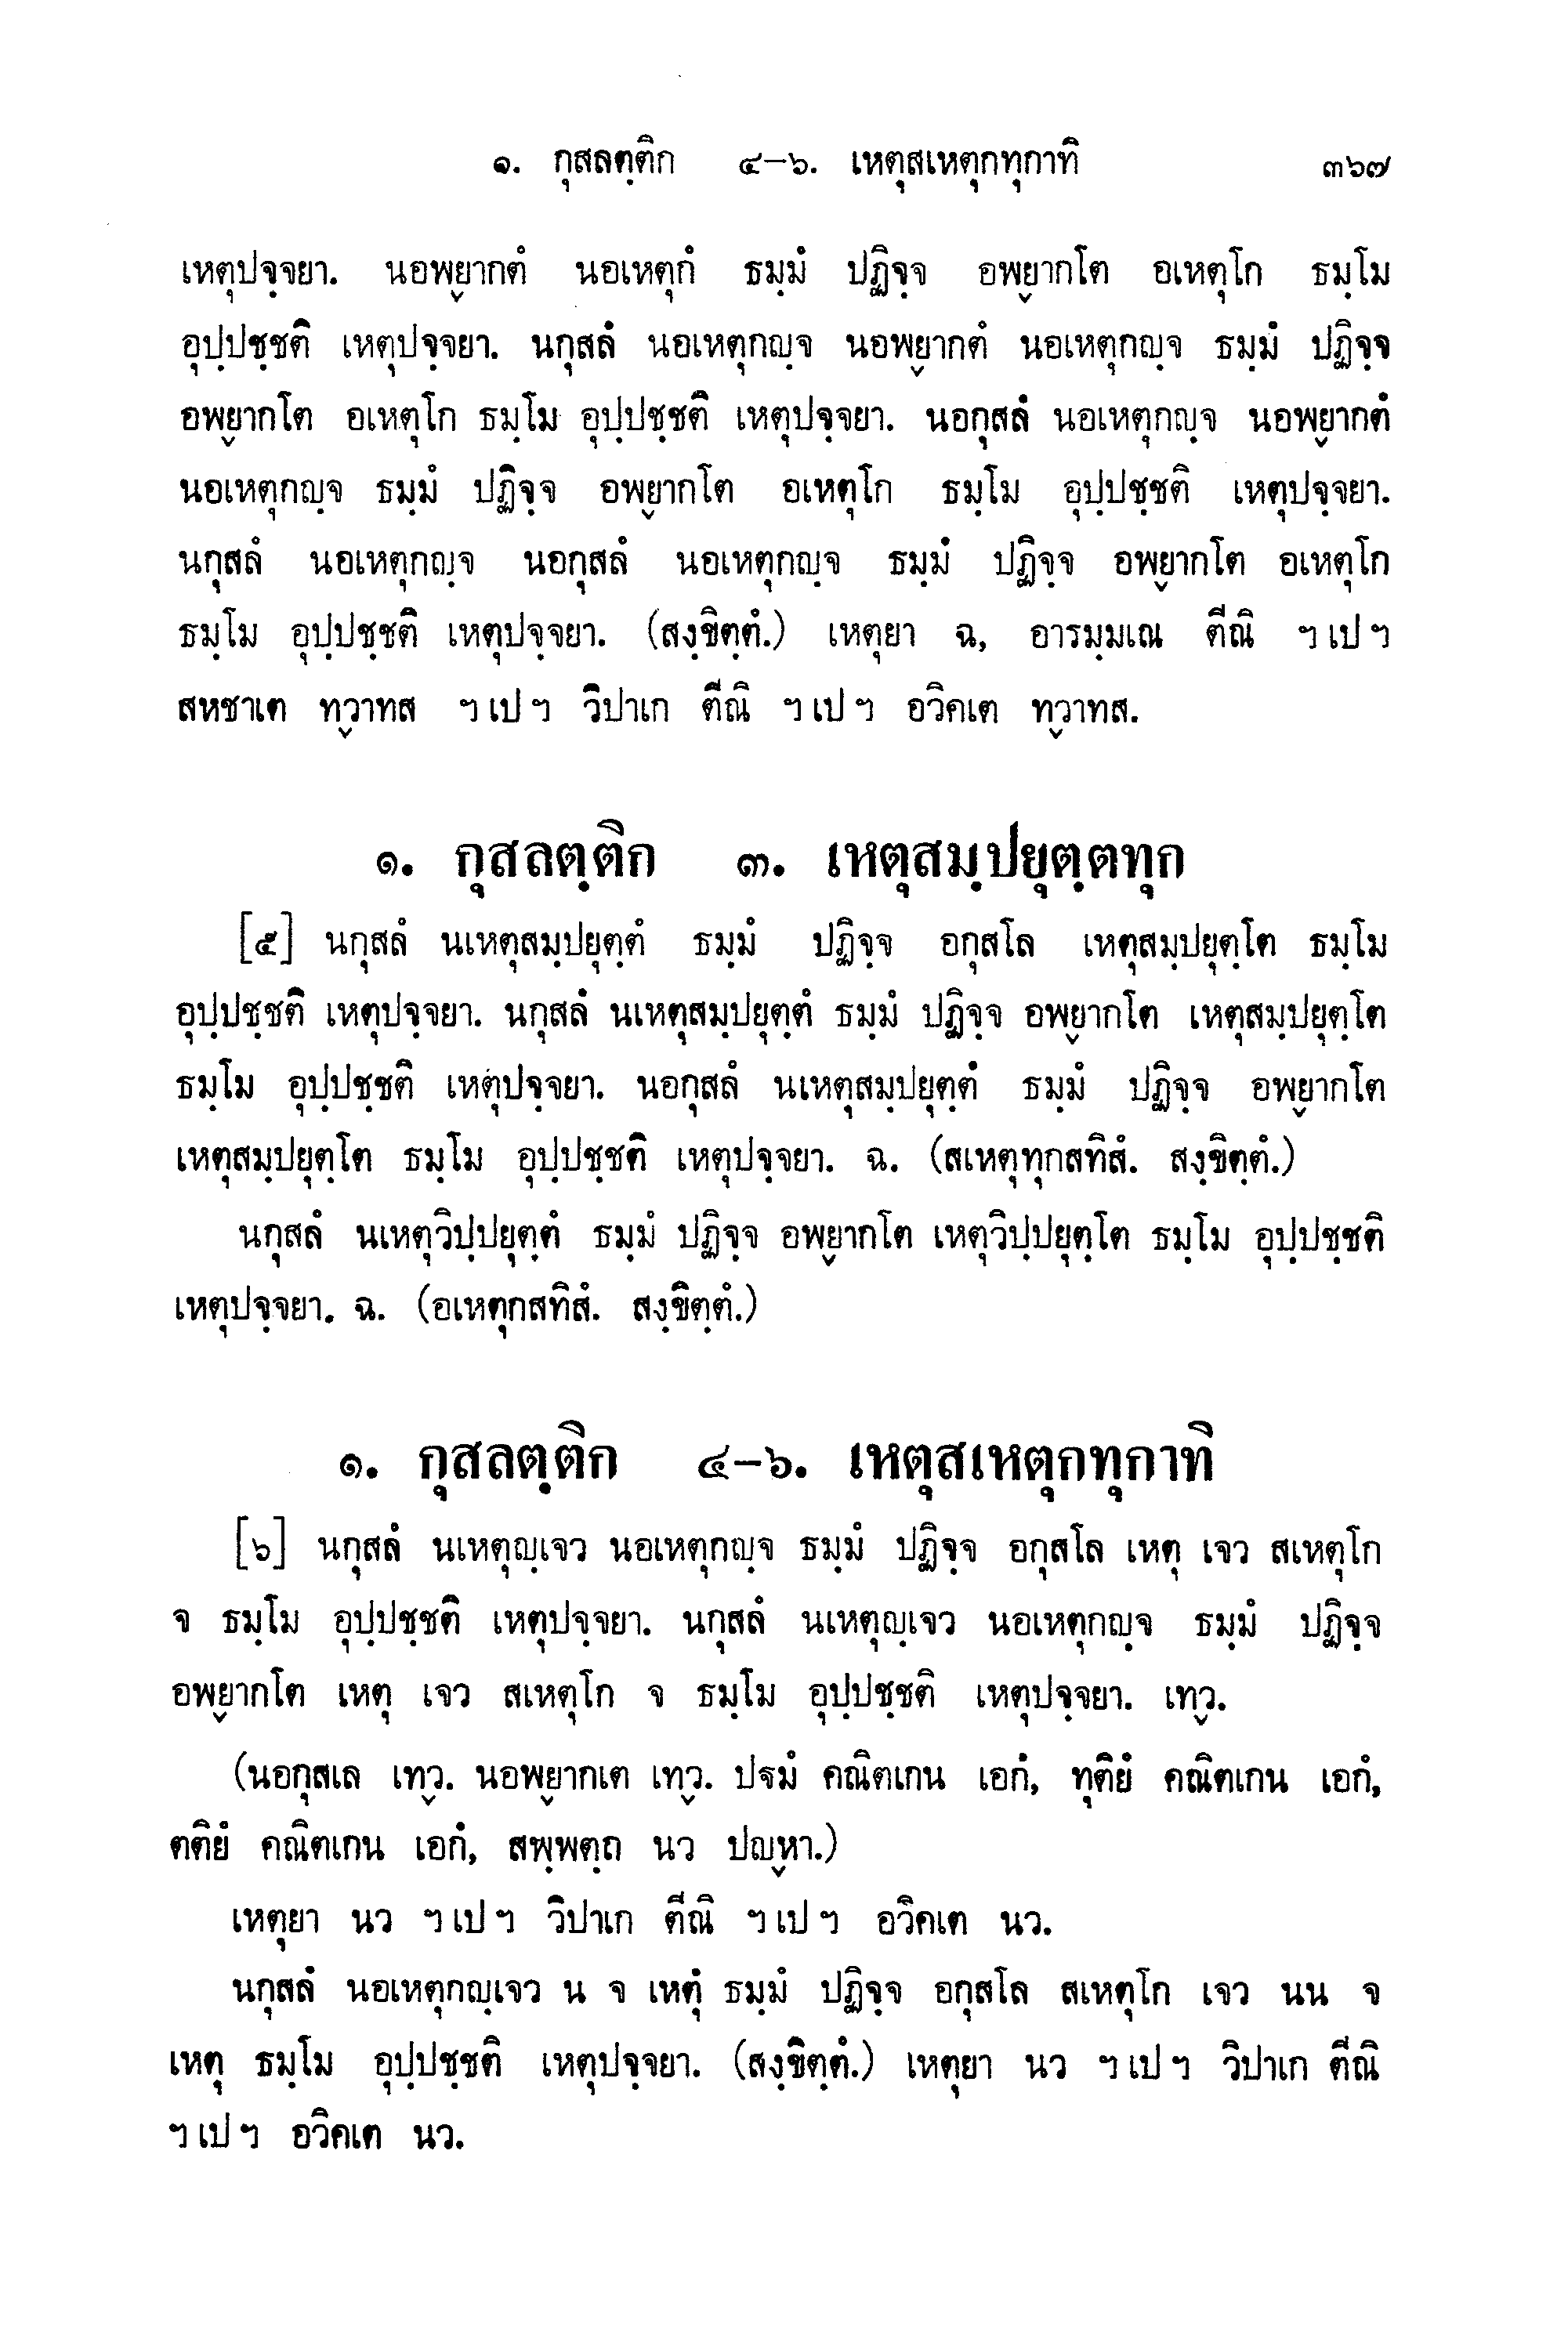 ๑. กุสลตฺติก ๔-๖. เหตุสเหตุกทุกาทิ ๓๖๗
เหตุปจฺจยา. นอพฺยากตํ นอเหตุกํ ธมฺมํ ปฏิจฺจ อพฺยากโต อเหตุโก ธมฺโม
อุปฺปชฺชติ เหตุปจฺจยา. นกุสลํ นอเหตุกญฺจ นอพฺยากตํ นอเหตุกญฺจ ธมฺมํ ปฏิจฺจ
อพฺยากโต อเหตุโก ธมฺโม อุปฺปชฺชติ เหตุปจฺจยา. นอกุสลํ นอเหตุกญฺจ นอพฺยากตํ
นอเหตุกญฺจ ธมฺมํ ปฏิจฺจ อพฺยากโต อเหตุโก ธมฺโม อุปฺปชฺชติ เหตุปจฺจยา.
นกุสลํ นอเหตุกญฺจ นอกุสลํ นอเหตุกญฺจ ธมฺมํ ปฏิจฺจ อพฺยากโต อเหตุโก
ธมฺโม อุปฺปชฺชติ เหตุปจฺจยา. (สงฺขิตฺตํ.) เหตุยา ฉ, อารมฺมเณ ตีณิ ฯ เป ฯ
สหชาเต ทฺวาทส ฯ เป ฯ วิปาเก ตีณิ ฯ เป ฯ อวิคเต ทฺวาทส.
๑. กุสลตฺติก ๓. เหตุสมฺปยุตฺตทุก
[๕] นกุสลํ นเหตุสมฺปยุตฺตํ ธมฺมํ ปฏิจฺจ อกุสโล เหตุสมฺปยุตฺโต ธมฺโม
อุปฺปชฺชติ เหตุปจฺจยา. นกุสลํ นเหตุสมฺปยุตฺตํ ธมฺมํ ปฏิจฺจ อพฺยากโต เหตุสมฺปยุตฺโต
ธมฺโม อุปฺปชฺชติ เหตุปจฺจยา. นอกุสลํ นเหตุสมฺปยุตฺตํ ธมฺมํ ปฏิจฺจ อพฺยากโต
เหตุสมฺปยุตฺโต ธมฺโม อุปฺปชฺชติ เหตุปจฺจยา. ฉ. (สเหตุทุกสทิสํ. สงฺขิตฺตํ.)
นกุสลํ นเหตุวิปฺปยุตฺตํ ธมฺมํ ปฏิจฺจ อพฺยากโต เหตุวิปฺปยุตฺโต ธมฺโม อุปฺปชฺชติ
เหตุปจฺจยา. ฉ. (อเหตุกสทิสํ. สงฺขิตฺตํ.)
๑. กุสลตฺติก ๔-๖. เหตุสเหตุกทุกาทิ
[๖] นกุสลํ นเหตุญฺเจว นอเหตุกญฺจ ธมฺมํ ปฏิจฺจ อกุสโล เหตุ เจว สเหตุโก
จ ธมฺโม อุปฺปชฺชติ เหตุปจฺจยา. นกุสลํ นเหตุญฺเจว นอเหตุกญฺจ ธมฺมํ ปฏิจฺจ
อพฺยากโต เหตุ เจว สเหตุโก จ ธมฺโม อุปฺปชฺชติ เหตุปจฺจยา. เทฺว.
(นอกุสเล เทฺว. นอพฺยากเต เทฺว. ปฐมํ คณิตเกน เอกํ, ทุติยํ คณิตเกน เอกํ,
ตติยํ คณิตเกน เอกํ, สพฺพตฺถ นว ปญฺหา.)
เหตุยา นว ฯ เป ฯ วิปาเก ตีณิ ฯ เป ฯ อวิคเต นว.
นกุสลํ นอเหตุกญฺเจว น จ เหตุํ ธมฺมํ ปฏิจฺจ อกุสโล สเหตุโก เจว นน จ
เหตุ ธมฺโม อุปฺปชฺชติ เหตุปจฺจยา. (สงฺขิตฺตํ.) เหตุยา นว ฯ เป ฯ วิปาเก ตีณิ
ฯ เป ฯ อวิคเต นว.